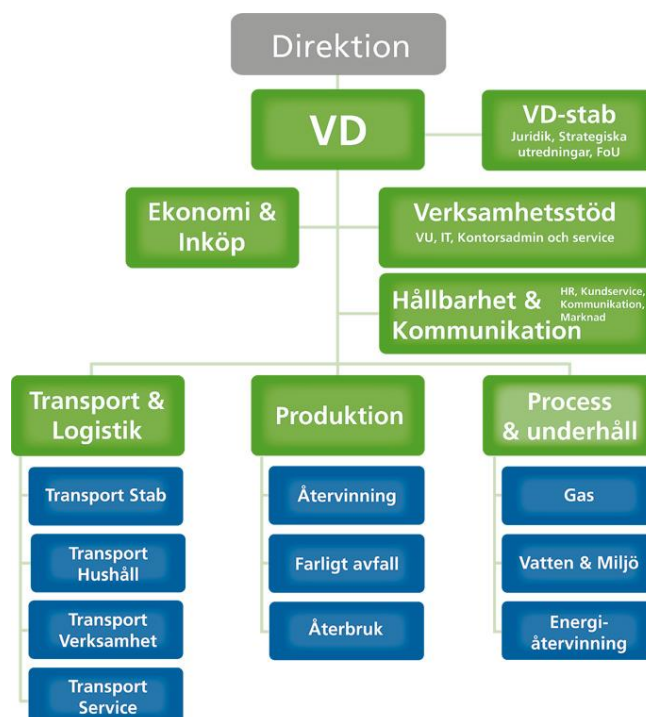 Direktion
VD
VD-stab
Juridik, Strategiska
utredningar, FoU
Ekonomi &
Inköp
Verksamhetsstöd
VU, IT, Kontorsadmin och service
Hållbarhet &
Kommunikation
HR, Kundservice,
Kommunikation,
Marknad
Transport &
Logistik
Transport Stab
Transport
Hushåll
Transport
Verksamhet
Transport
Service
Produktion
Återvinning
Farligt avfall
Återbruk
Process
& underhåll
Gas
Vatten & Miljö
Energi-
återvinning